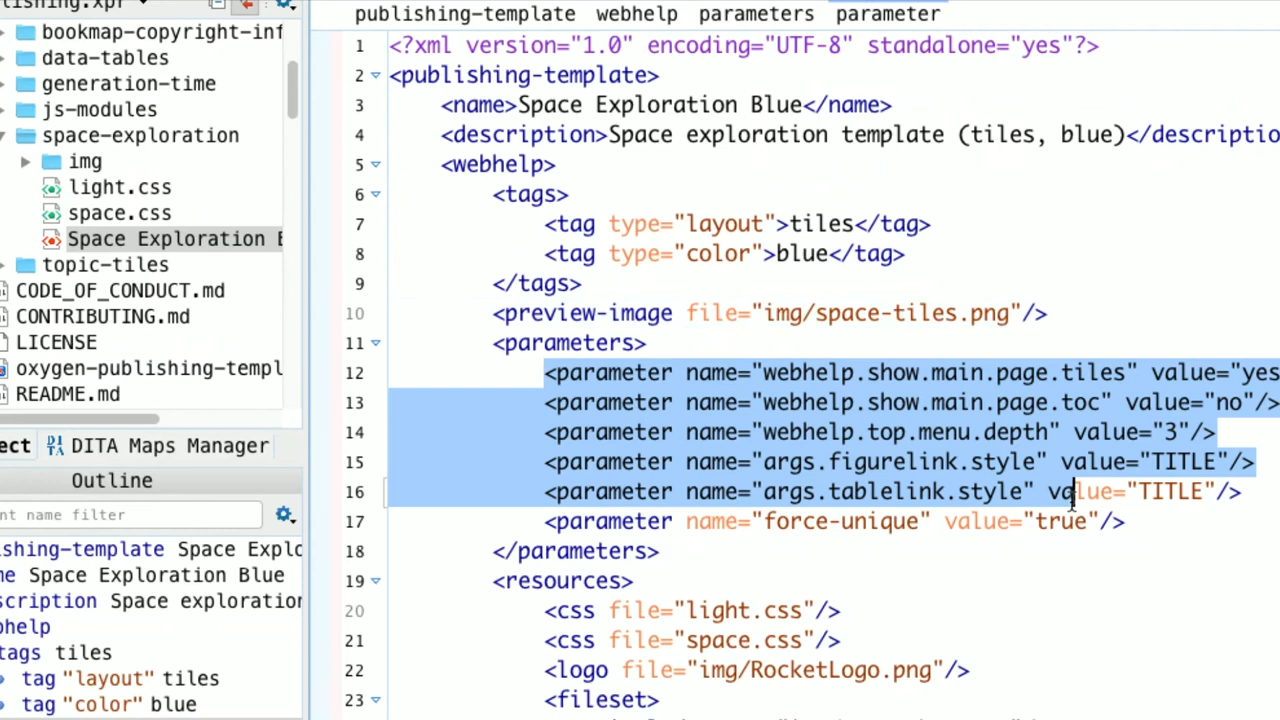 lishing.xpr
bookmap-copyright-inf
data-tables
generation-time
js-modules
space-exploration
img
light.css
space.css
Space Exploration B
topic-tiles
CODE_OF_CONDUCT.md
CONTRIBUTING.md
LICENSE
oxygen-publishing-templ
README.md
ect DITA Maps Manager
Outline
nt name filter
lishing-template Space Explo
me Space Exploration Blue
scription Space exploration
bhelp
tags tiles
tag "layout" tiles
tag "color" blue
publishing-template webhelp parameters parameter
1 <?xml version="1.0" encoding="UTF-8" standalone="yes"?>
2 <publishing-template>
3 <name>Space Exploration Blue</name>
4 <description>Space exploration template (tiles, blue)</descriptio
5 <webhelp>
6 <tags>
7 <tag type="layout">tiles</tag>
8 <tag type="color">blue</tag>
9 </tags>
10 <preview-image file="img/space-tiles.png"/>
11 <parameters>
12 <parameter name="webhelp.show.main.page.tiles" value="yes
13 <parameter name="webhelp.show.main.page.toc" value="no"/>
14 <parameter name="webhelp.top.menu.depth" value="3"/>
15 <parameter name="args.figurelink.style" value="TITLE"/>
16 <parameter name="args.tablelink.style" value="TITLE"/>
17 <parameter name="force-unique" value="true"/>
18 </parameters>
19 <resources>
20 <css file="light.css"/>
21 <css file="space.css"/>
22 <logo file="img/RocketLogo.png"/>
23 <fileset>